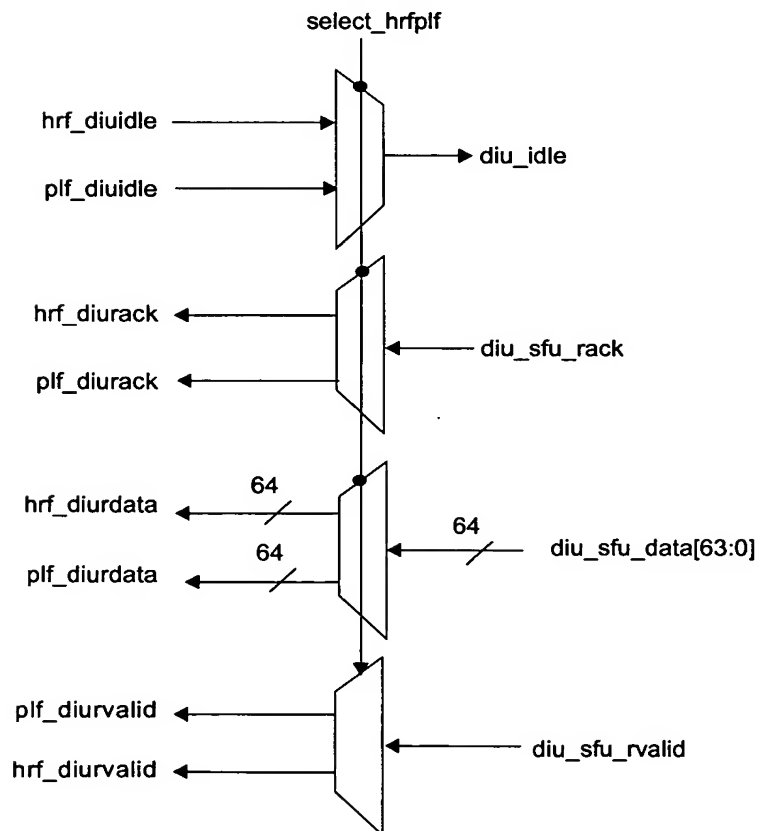 select_hrfplf
hrf_diuidle
diu_idle
plf_diuidle
hrf_diurack
diu_sfu_rack
plf_diurack
64
hrf_diurdata
64
diu_sfu_data[63:0]
64
plf_diurdata
plf_diurvalid
diu_sfu_rvalid
hrf_diurvalid